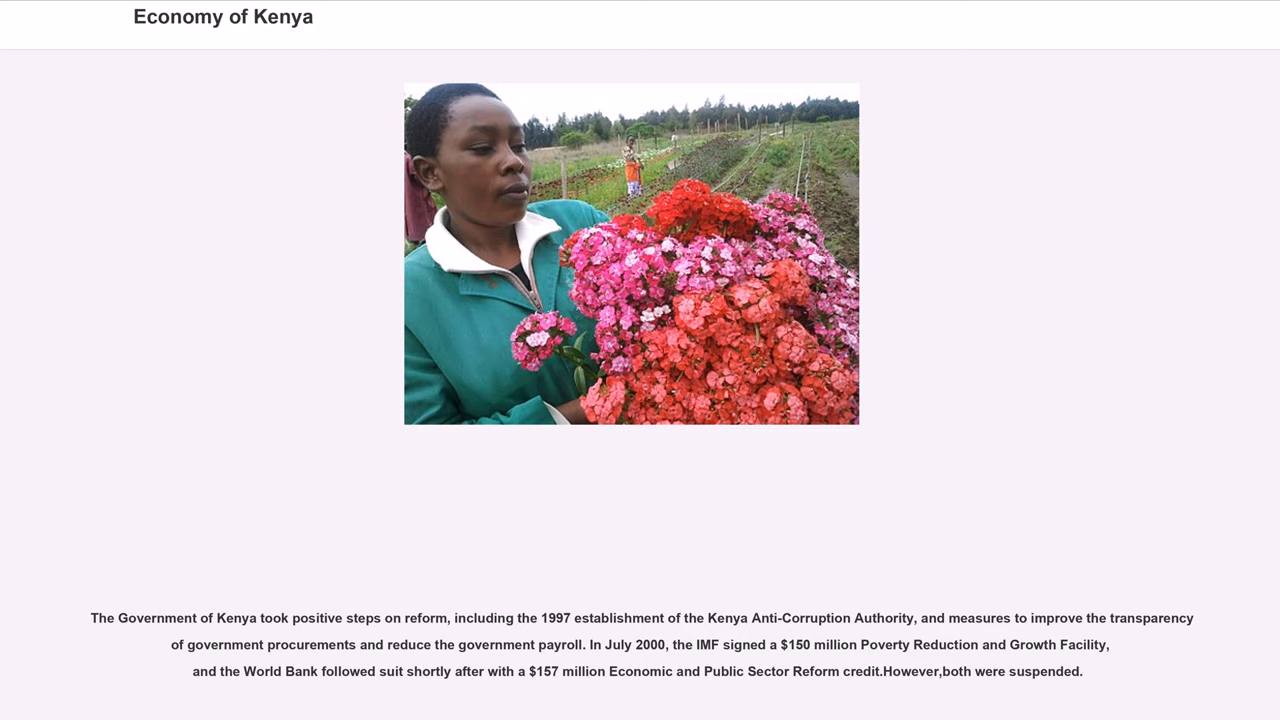 Economy of Kenya
The Government of Kenya took positive steps on reform, including the 1997 establishment of the Kenya Anti-Corruption Authority, and measures to improve the transparency
of government procurements and reduce the government payroll. In July 2000, the IMF signed a $150 million Poverty Reduction and Growth Facility,
and the World Bank followed suit shortly after with a $157 million Economic and Public Sector Reform credit.However,both were suspended.